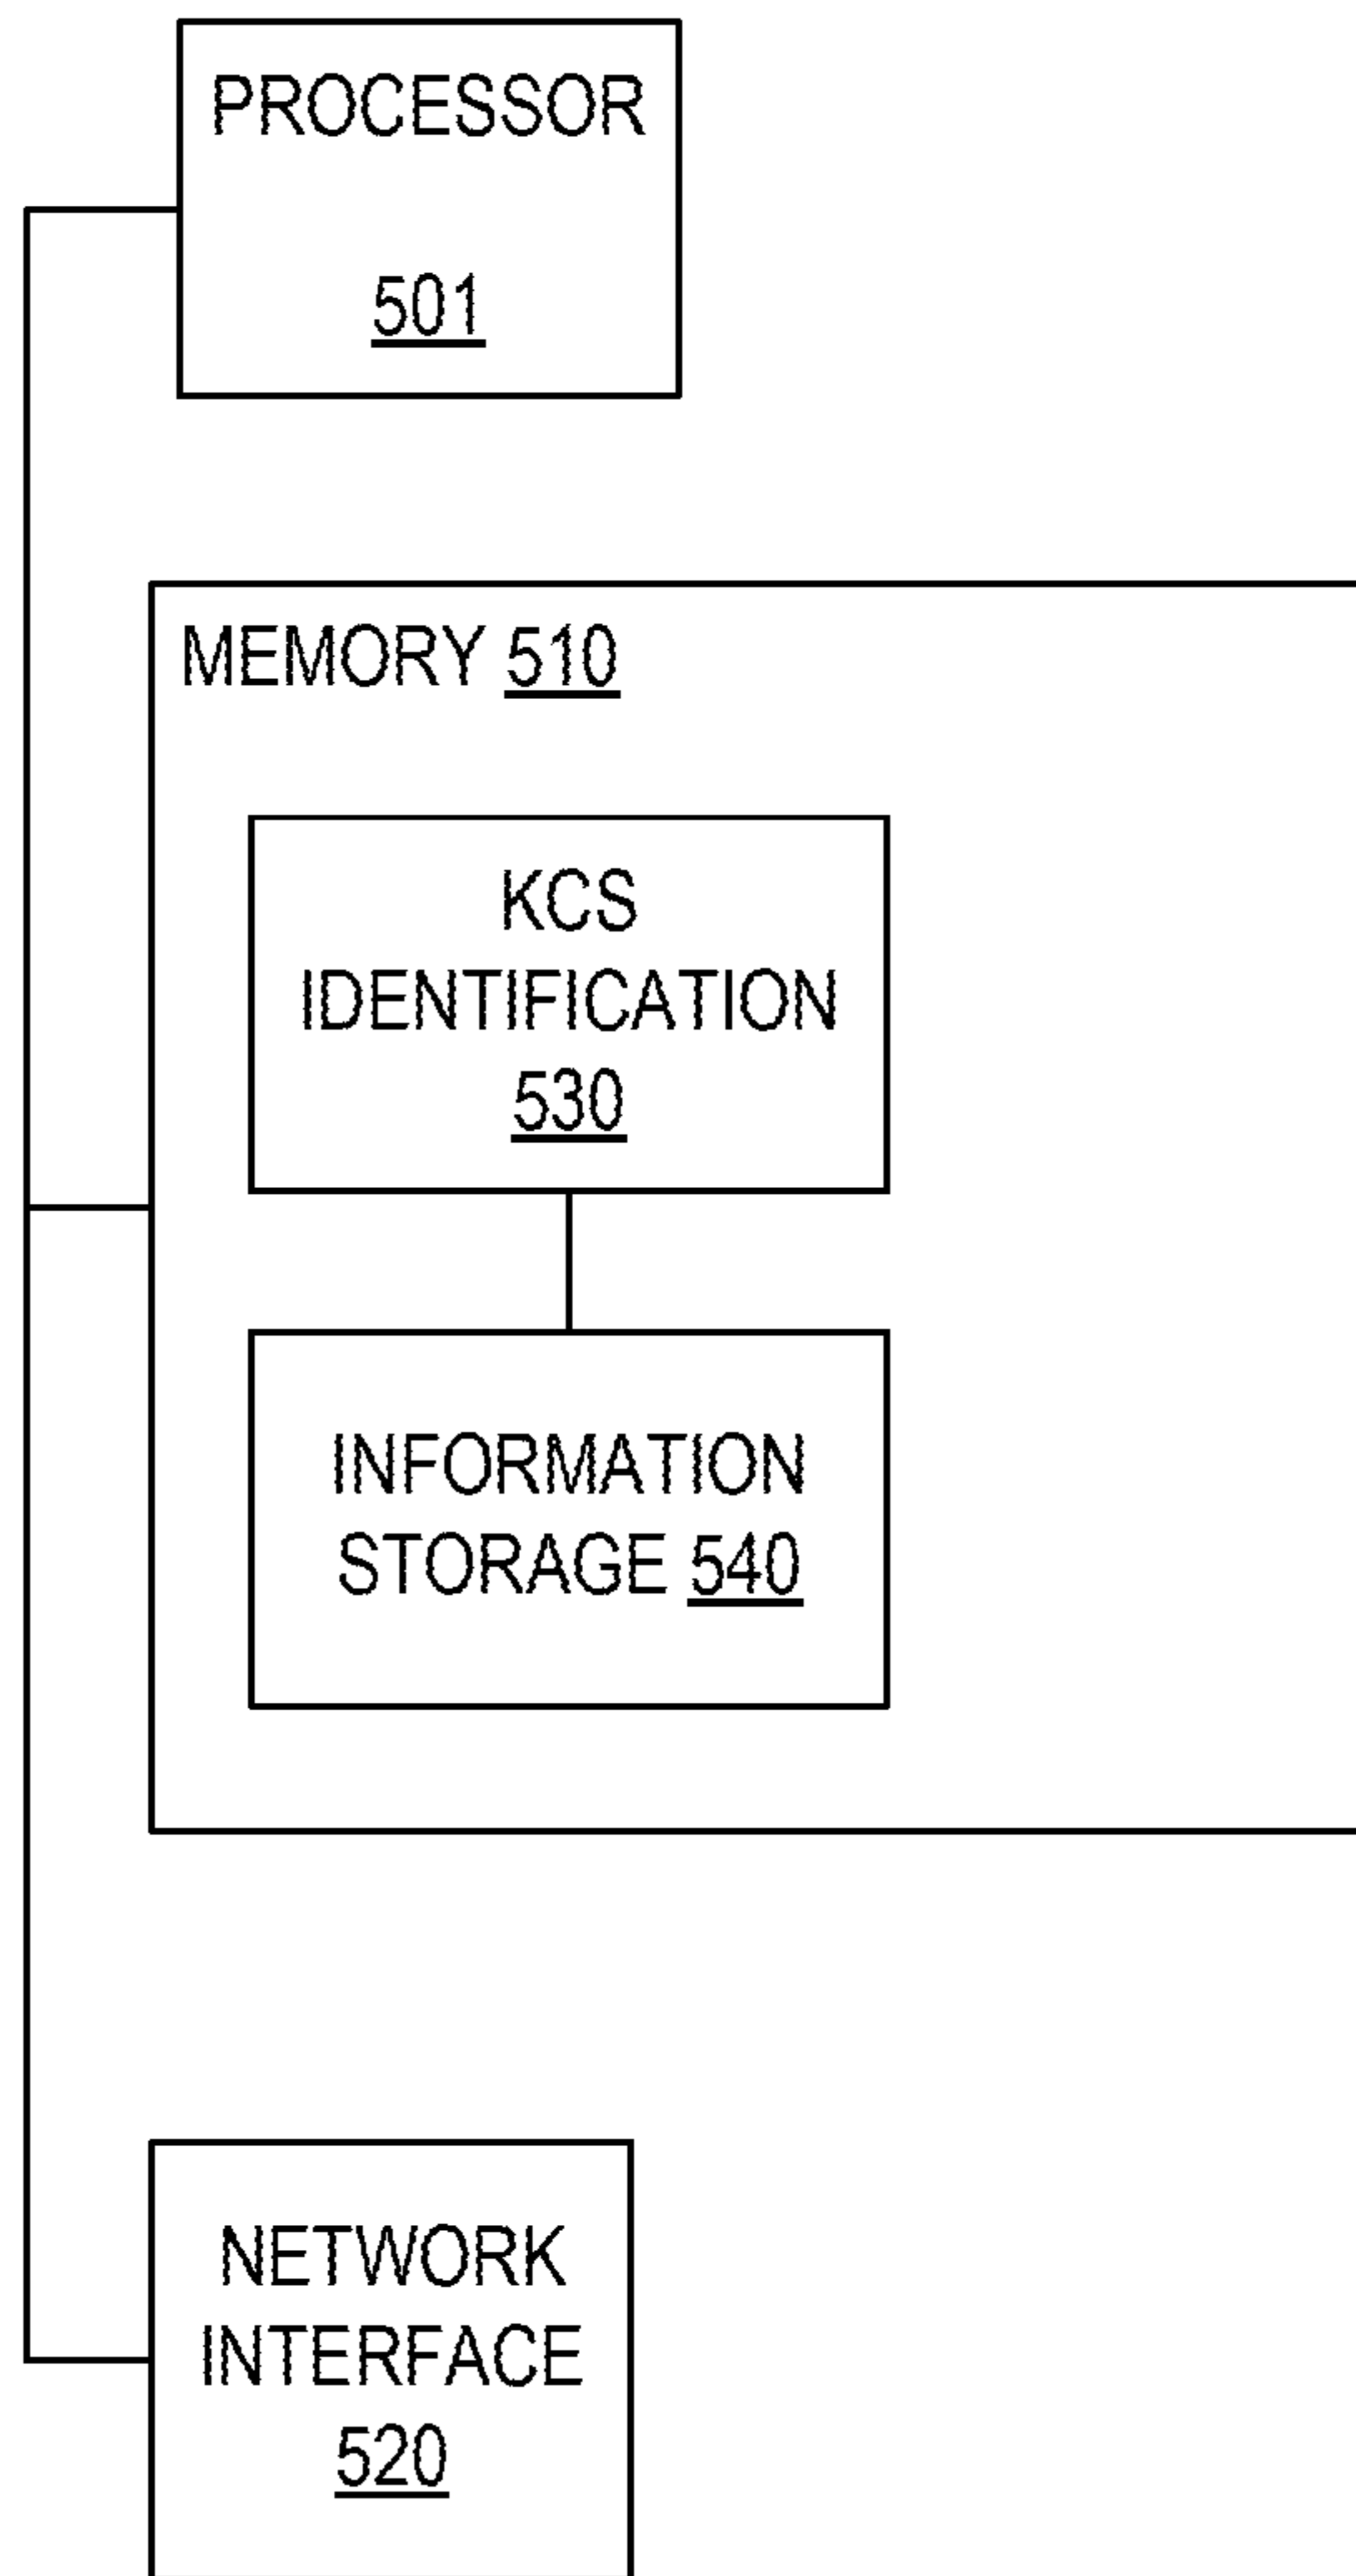 PROCESSOR
501
MEMORY 510
KCS
IDENTIFICATION
530
INFORMATION
STORAGE 540
NETWORK
INTERFACE
520